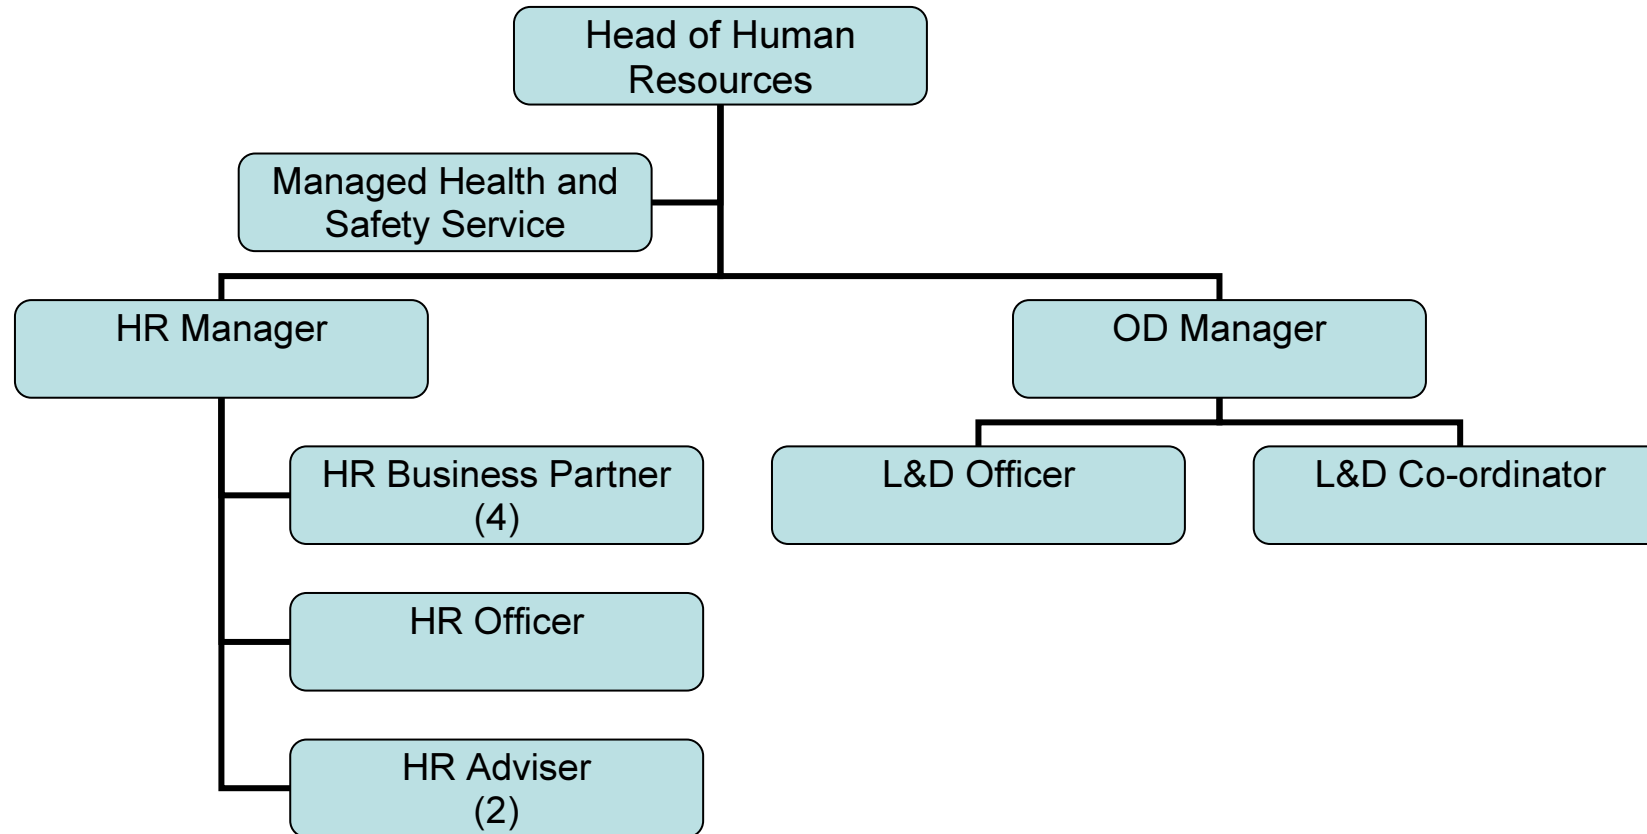 Head of Human
Resources
Managed Health and
Safety Service
HR Manager
OD Manager
HR Business Partner
(4)
L&D Officer
L&D Co-ordinator
HR Officer
HR Adviser
(2)